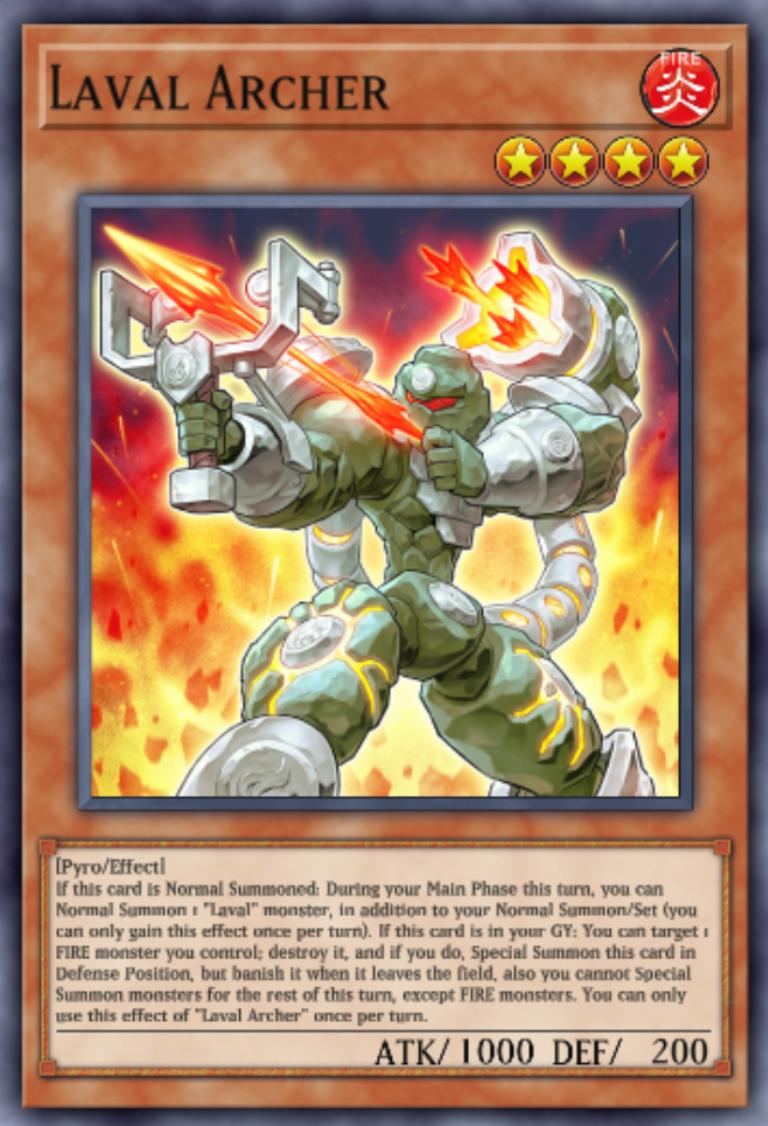 LAVAL ARCHER
FIRE
炎
[Pyro/Effect]
If this card is Normal Summoned: During your Main Phase this turn, you can
Normal Summon 1 "Laval" monster, in addition to your Normal Summon/Set (you
can only gain this effect once per turn). If this card is in your GY: You can target 1
FIRE monster you control; destroy it, and if you do, Special Summon this card in
Defense Position, but banish it when it leaves the field, also you cannot Special
Summon monsters for the rest of this turn, except FIRE monsters. You can only
use this effect of "Laval Archer" once per turn.
ATK/ 1000 DEF/ 200